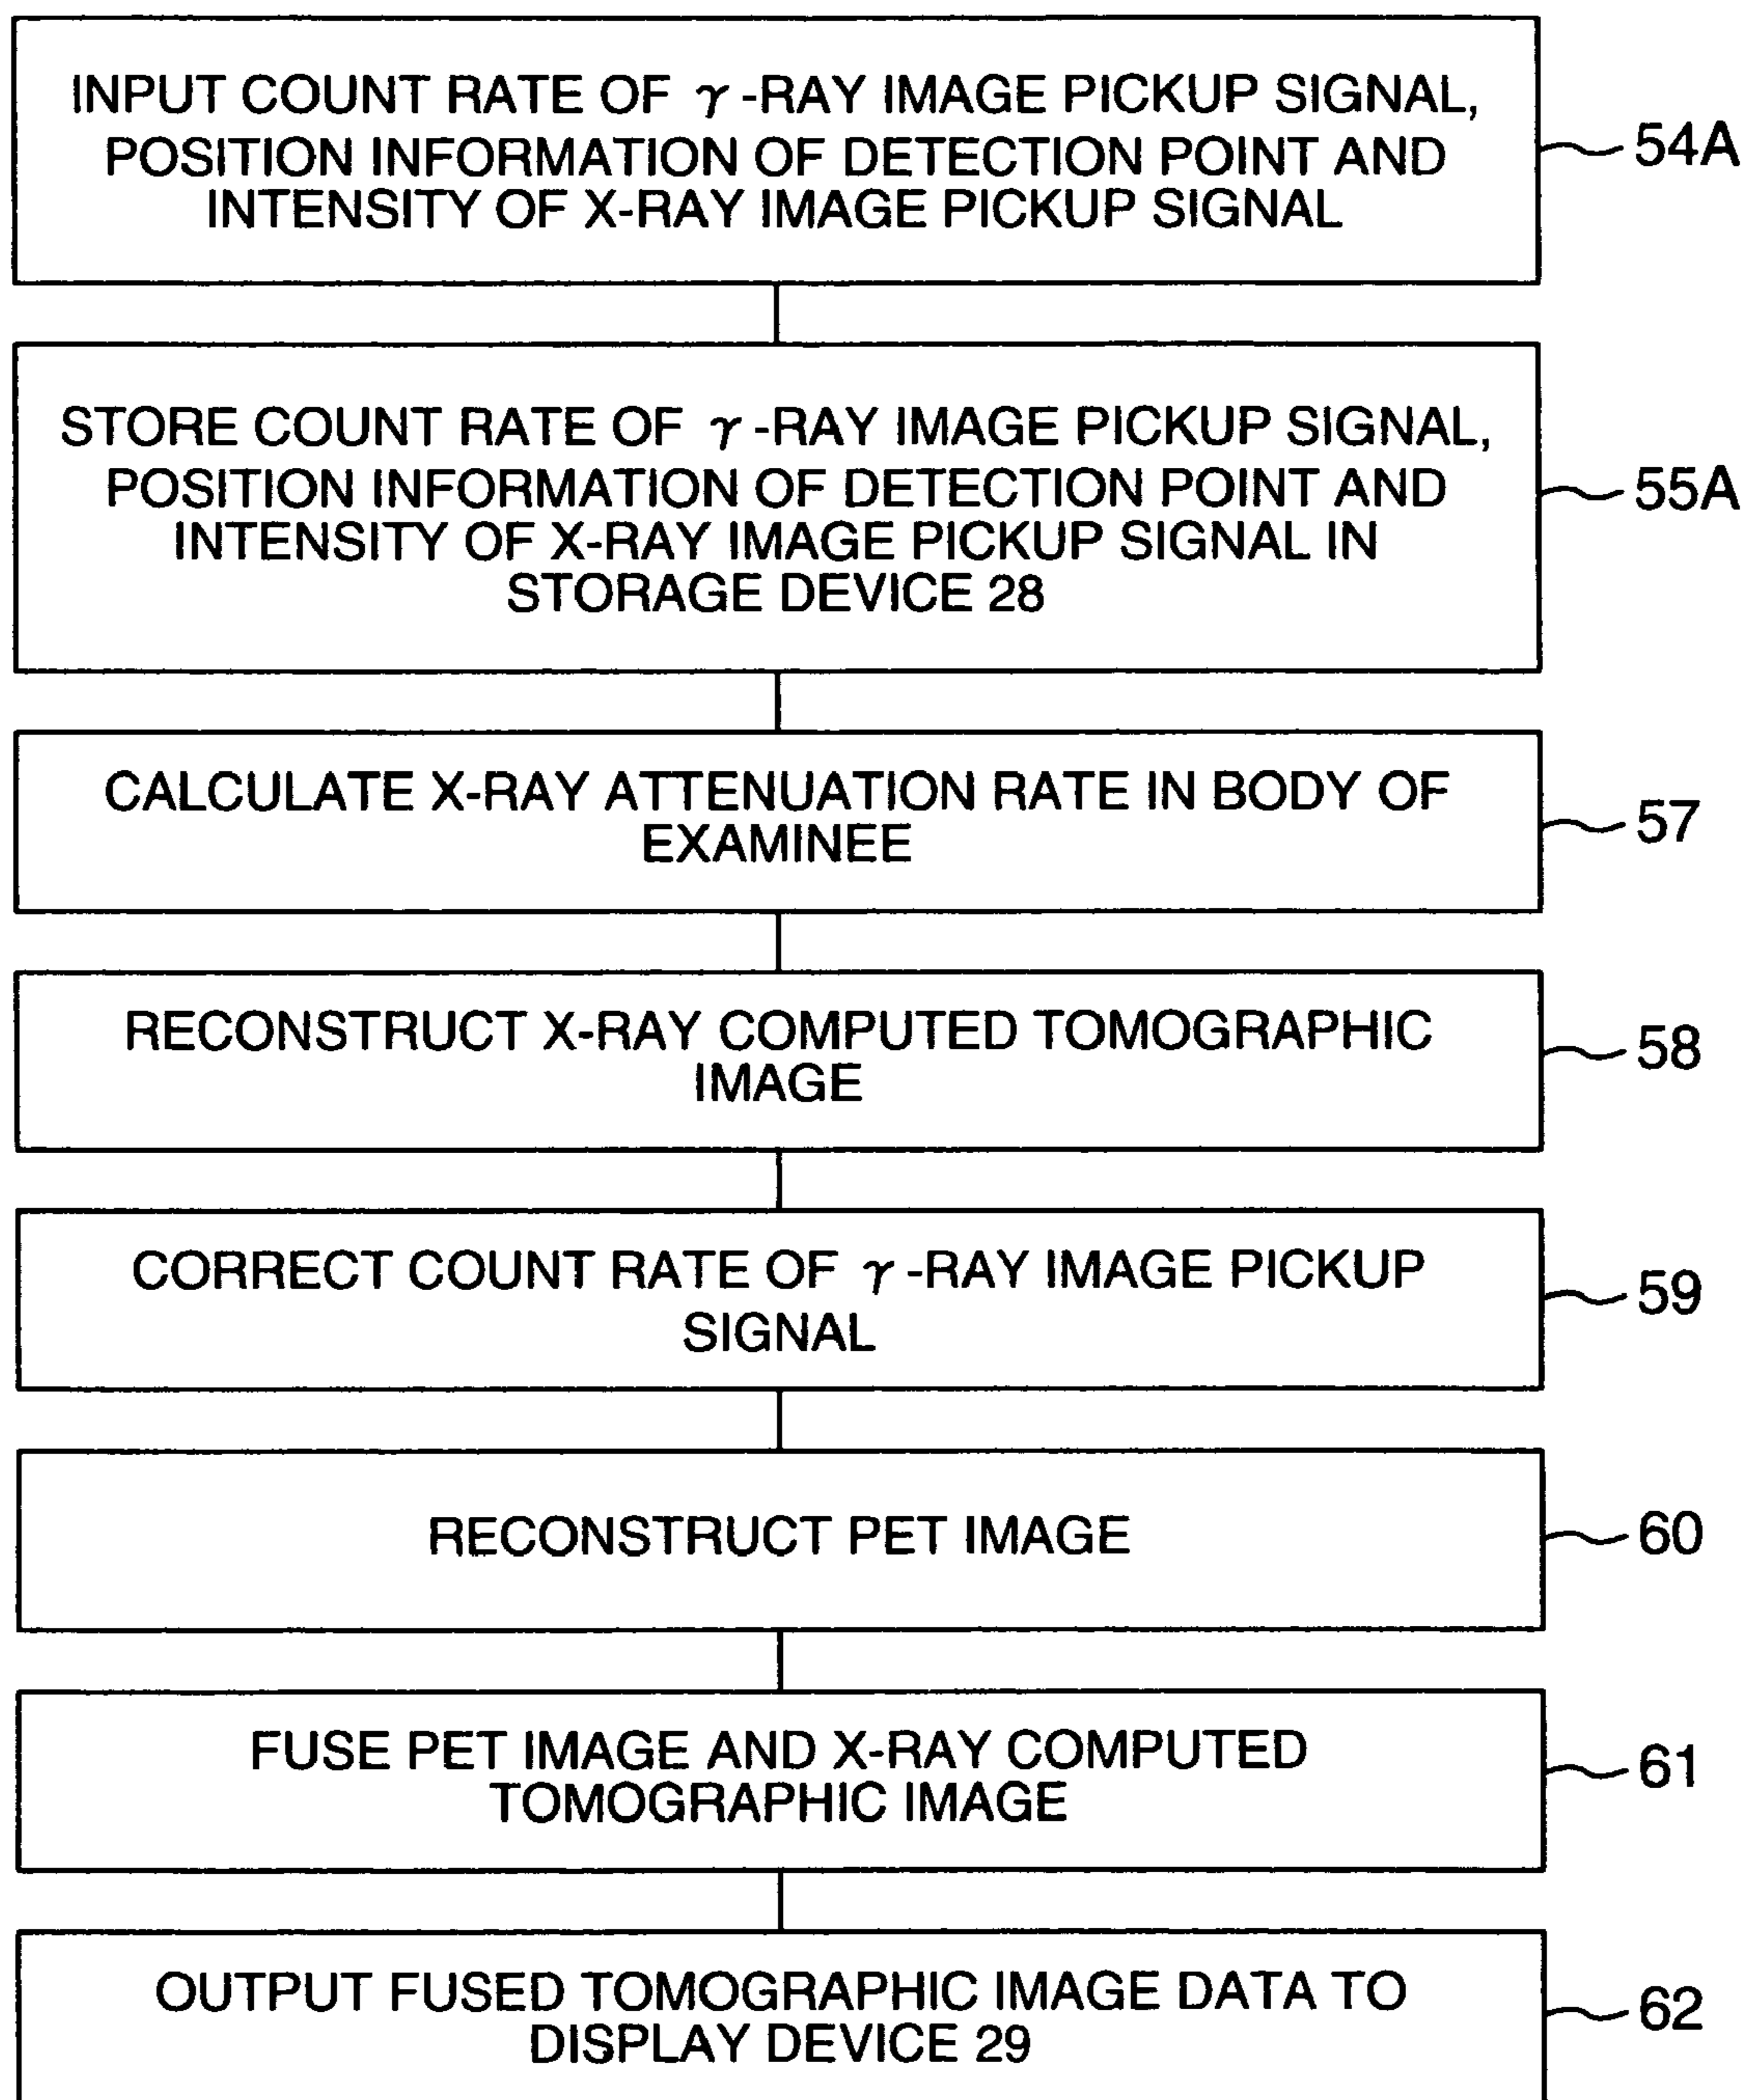 INPUT COUNT RATE OF γ-RAY IMAGE PICKUP SIGNAL,
POSITION INFORMATION OF DETECTION POINT AND
INTENSITY OF X-RAY IMAGE PICKUP SIGNAL
54A
STORE COUNT RATE OF γ-RAY IMAGE PICKUP SIGNAL,
POSITION INFORMATION OF DETECTION POINT AND
INTENSITY OF X-RAY IMAGE PICKUP SIGNAL IN
STORAGE DEVICE 28
55A
CALCULATE X-RAY ATTENUATION RATE IN BODY OF
EXAMINEE
57
RECONSTRUCT X-RAY COMPUTED TOMOGRAPHIC
IMAGE
58
CORRECT COUNT RATE OF γ-RAY IMAGE PICKUP
SIGNAL
59
RECONSTRUCT PET IMAGE
60
FUSE PET IMAGE AND X-RAY COMPUTED
TOMOGRAPHIC IMAGE
61
OUTPUT FUSED TOMOGRAPHIC IMAGE DATA TO
DISPLAY DEVICE 29
62